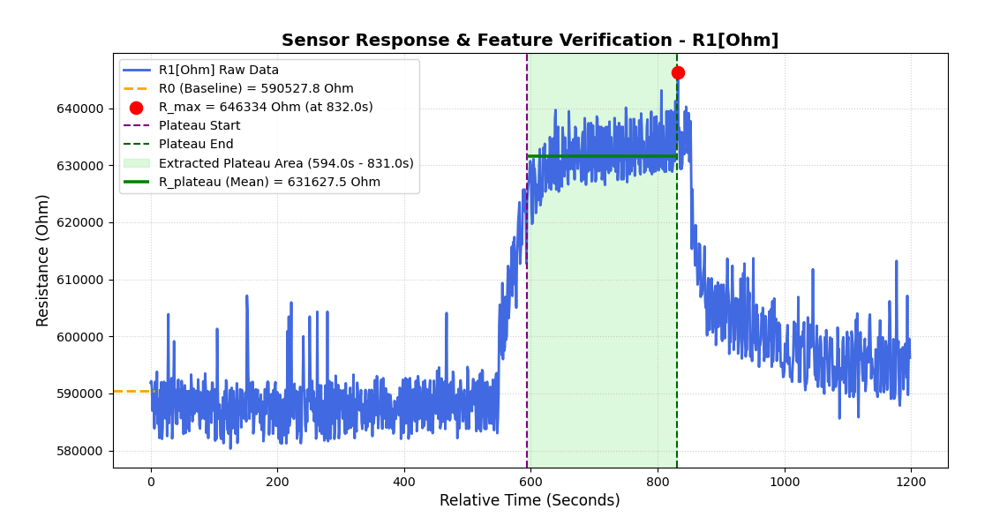 Sensor Response & Feature Verification - R1[Ohm]
R1[Ohm] Raw Data
R0 (Baseline) = 590527.8 Ohm
R_max = 646334 Ohm (at 832.0s)
Plateau Start
Plateau End
Extracted Plateau Area (594.0s - 831.0s)
R_plateau (Mean) = 631627.5 Ohm
Resistance (Ohm)
640000
630000
620000
610000
600000
590000
580000
0 200 400 600 800 1000 1200
Relative Time (Seconds)